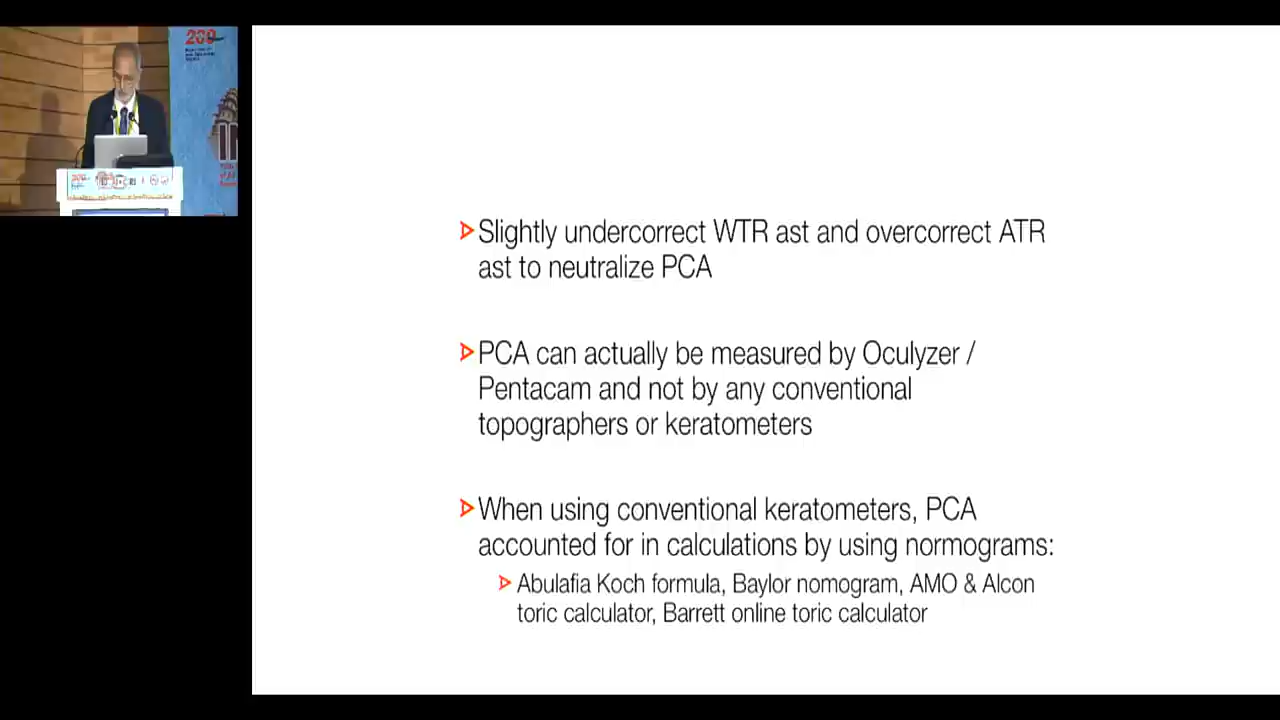 Slightly undercorrect WTR ast and overcorrect ATR
ast to neutralize PCA
PCA can actually be measured by Oculyzer /
Pentacam and not by any conventional
topographers or keratometers
When using conventional keratometers, PCA
accounted for in calculations by using normograms:
Abulafia Koch formula, Baylor nomogram, AMO & Alcon
toric calculator, Barrett online toric calculator